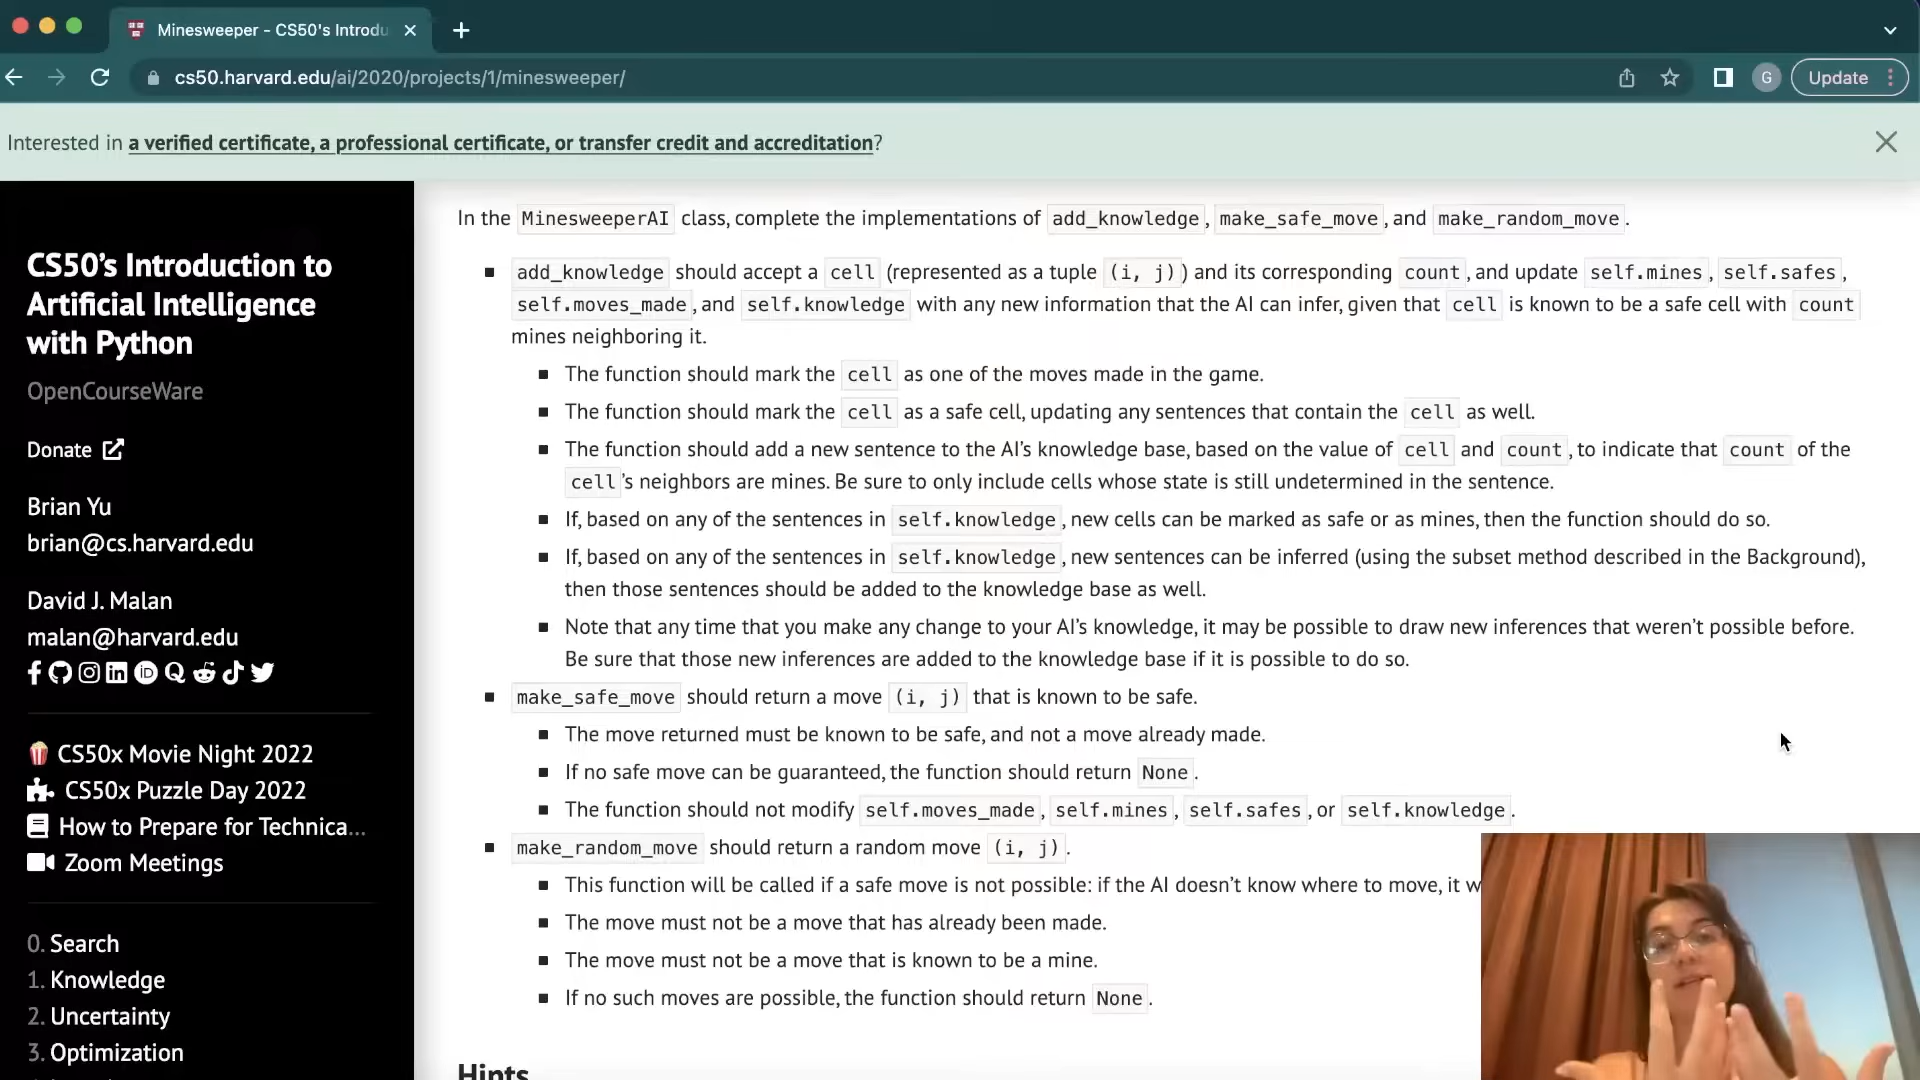 Minesweeper - CS50's Introdu
cs50.harvard.edu/ai/2020/projects/1/minesweeper/
G
Update
Interested in a verified certificate, a professional certificate, or transfer credit and accreditation?
CS50’s Introduction to
Artificial Intelligence
with Python
OpenCourseWare
Donate
Brian Yu
brian@cs.harvard.edu
David J. Malan
malan@harvard.edu
iD
CS50x Movie Night 2022
CS50x Puzzle Day 2022
How to Prepare for Technica…
Zoom Meetings
0. Search
1. Knowledge
2. Uncertainty
3. Optimization
In the MinesweeperAI class, complete the implementations of add_knowledge, make_safe_move, and make_random_move.
add_knowledge should accept a cell (represented as a tuple (i, j)) and its corresponding count, and update self.mines, self.safes,
self.moves_made, and self.knowledge with any new information that the AI can infer, given that cell is known to be a safe cell with count
mines neighboring it.
The function should mark the cell as one of the moves made in the game.
The function should mark the cell as a safe cell, updating any sentences that contain the cell as well.
The function should add a new sentence to the AI’s knowledge base, based on the value of cell and count, to indicate that count of the
cell’s neighbors are mines. Be sure to only include cells whose state is still undetermined in the sentence.
If, based on any of the sentences in self.knowledge, new cells can be marked as safe or as mines, then the function should do so.
If, based on any of the sentences in self.knowledge, new sentences can be inferred (using the subset method described in the Background),
then those sentences should be added to the knowledge base as well.
Note that any time that you make any change to your AI’s knowledge, it may be possible to draw new inferences that weren’t possible before.
Be sure that those new inferences are added to the knowledge base if it is possible to do so.
make_safe_move should return a move (i, j) that is known to be safe.
The move returned must be known to be safe, and not a move already made.
If no safe move can be guaranteed, the function should return None.
The function should not modify self.moves_made, self.mines, self.safes, or self.knowledge.
make_random_move should return a random move (i, j).
This function will be called if a safe move is not possible: if the AI doesn’t know where to move, it w
The move must not be a move that has already been made.
The move must not be a move that is known to be a mine.
If no such moves are possible, the function should return None.
Hints